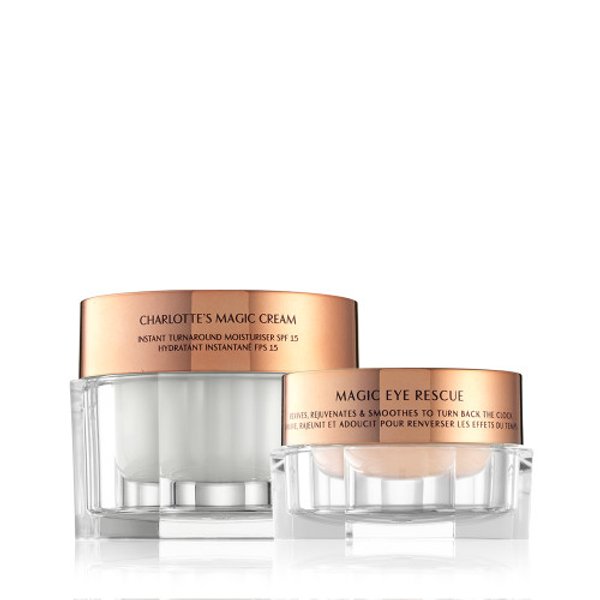 CHARLOTTE'S MAGIC CREAM
INSTANT TURNAROUND MOISTURISER SPF 15
HYDRATANT INSTANTANÉ FPS 15
MAGIC EYE RESCUE
REVIVES, REJUVENATES & SMOOTHES TO TURN BACK THE CLOCK
RAJEUNIT ET ADOUCIT POUR RENVERSER LES EFFETS DU TEMPS